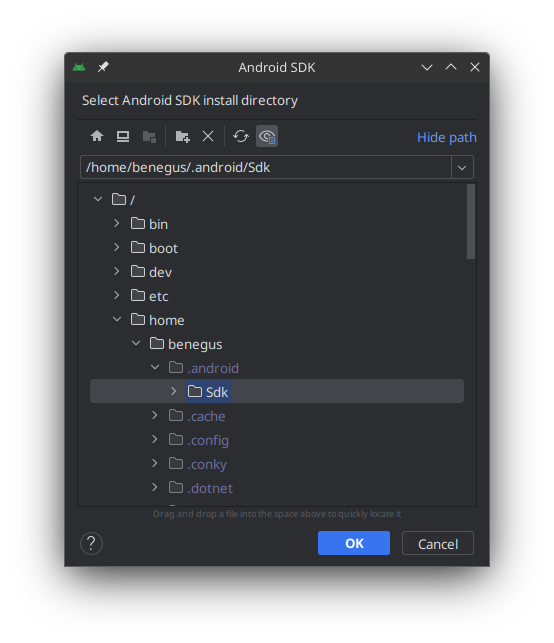 Android SDK
Select Android SDK install directory
Hide path
/home/benegus/.android/Sdk
/
bin
boot
dev
etc
home
benegus
.android
Sdk
.cache
.config
.conky
.dotnet
Drag and drop a file into the space above to quickly locate it
?
OK
Cancel